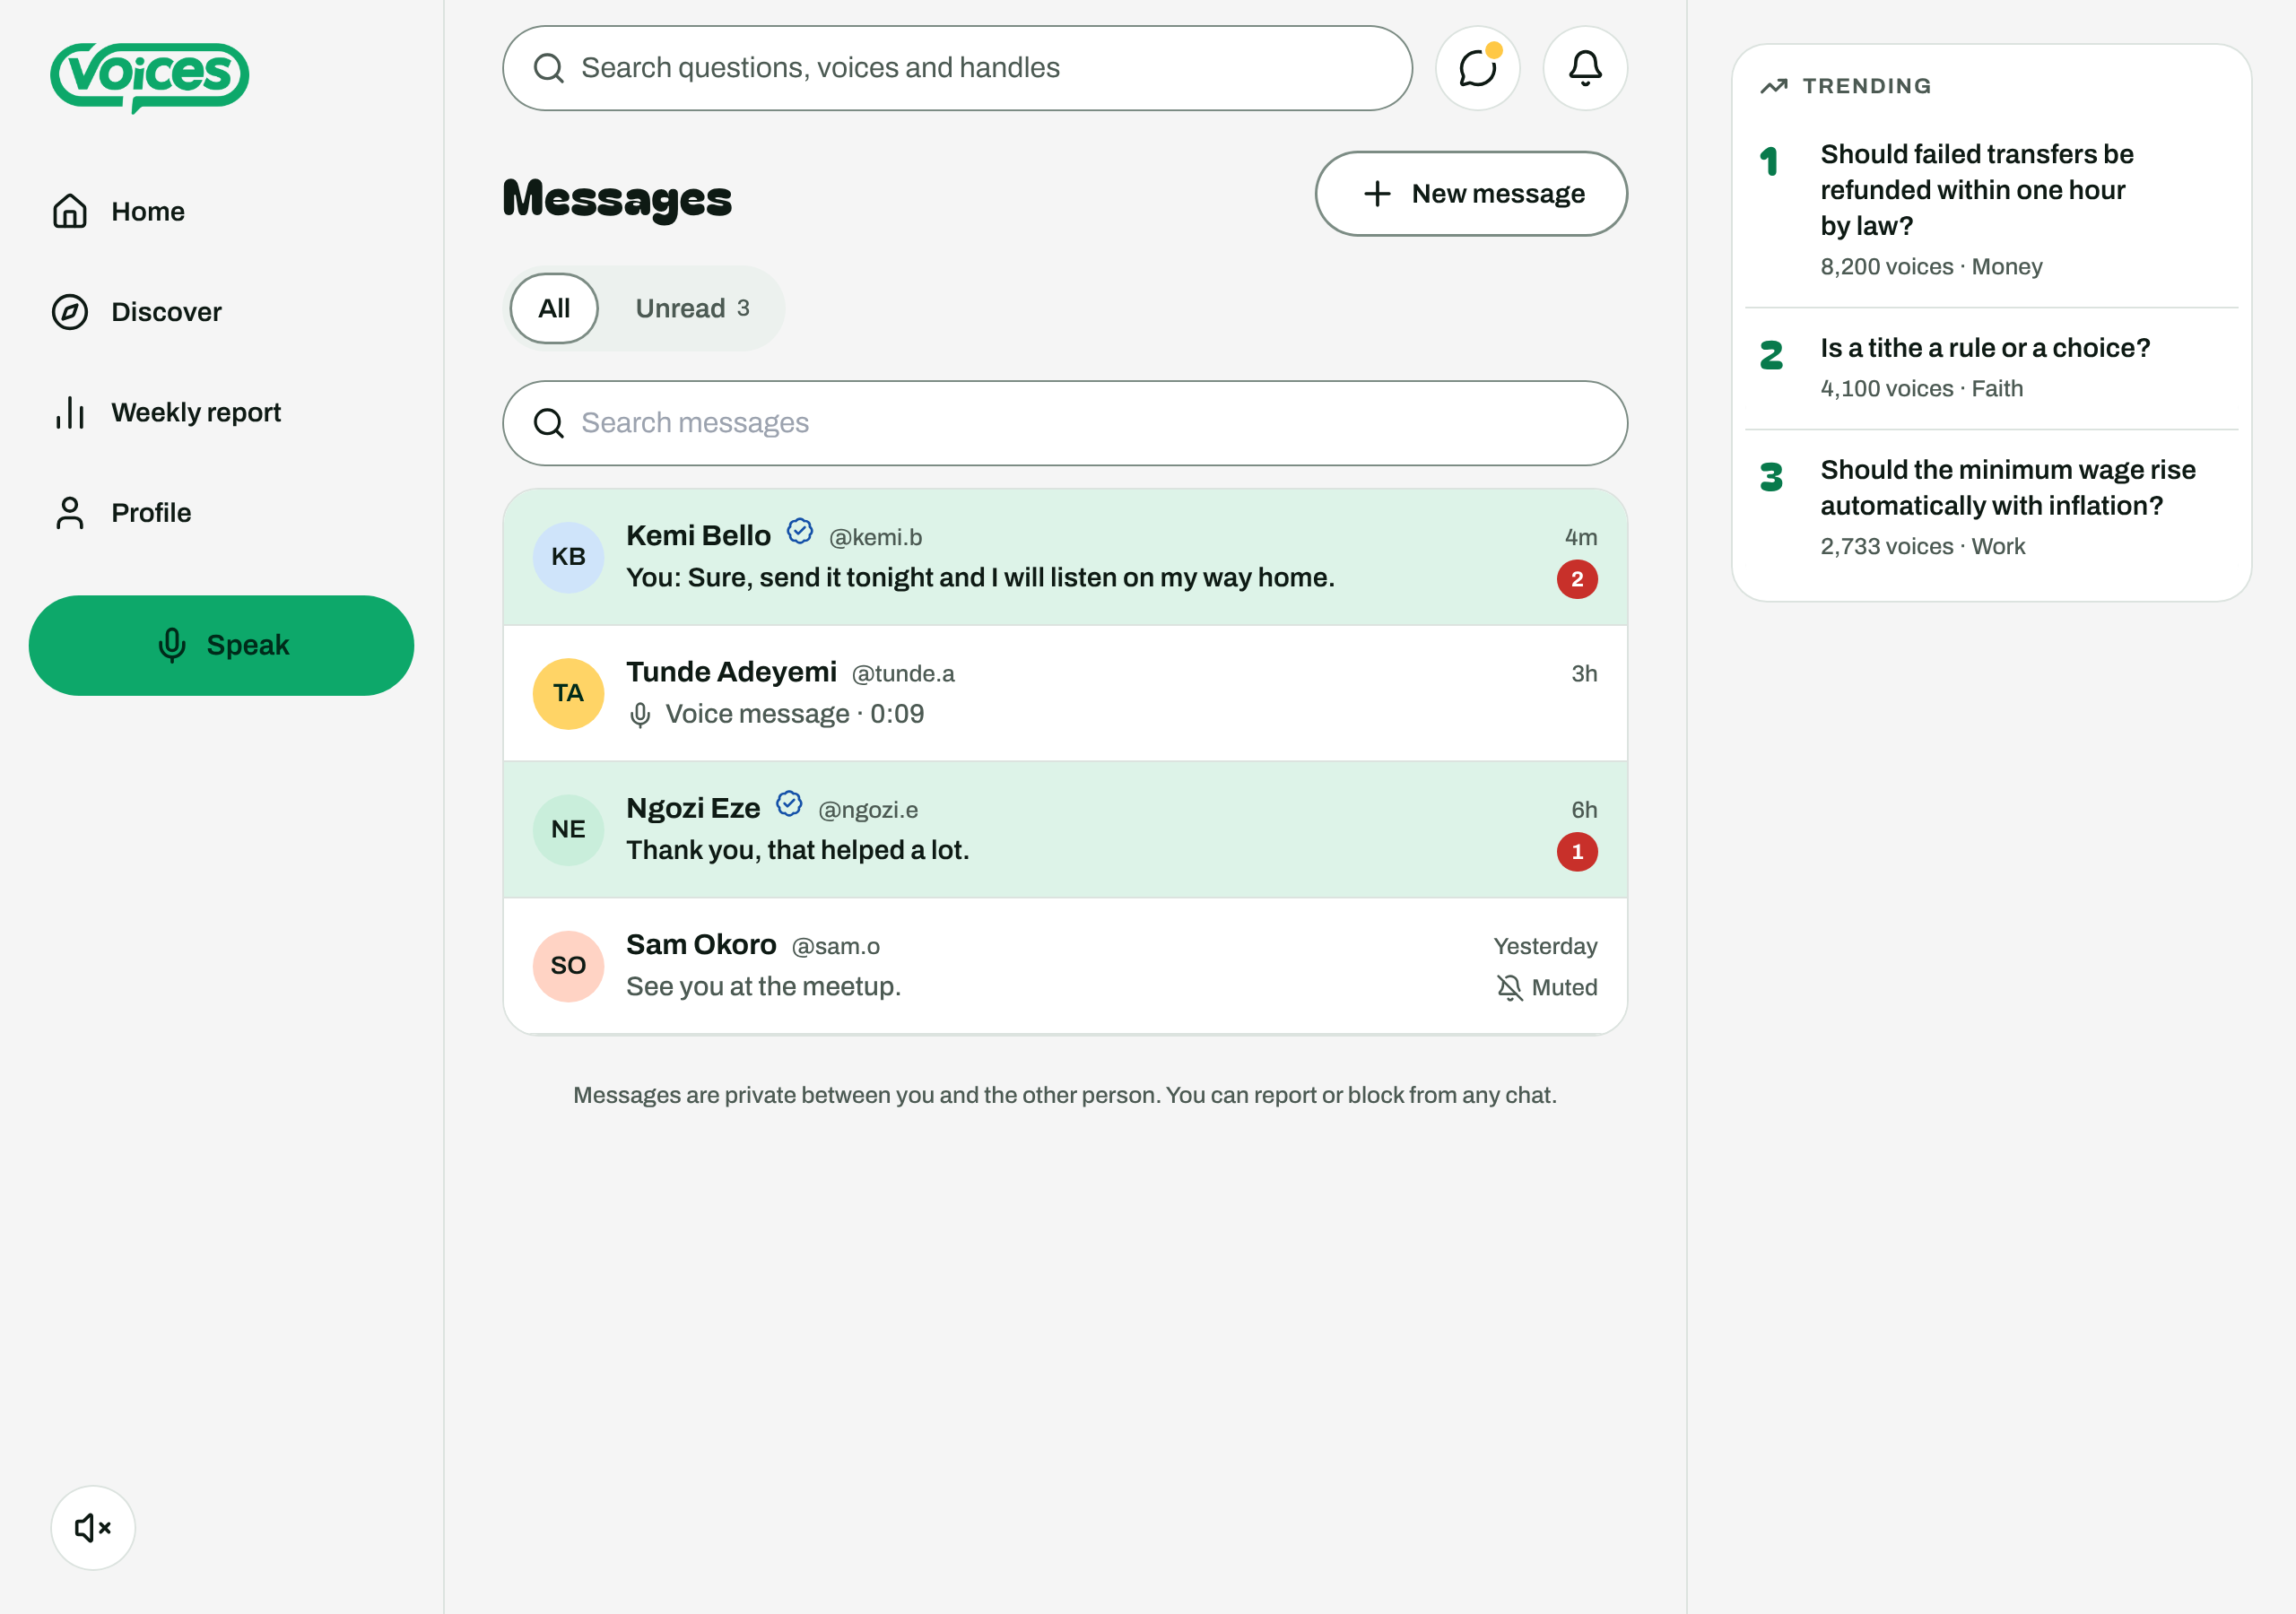 voices
Home
Discover
Weekly report
Profile
Speak
Search questions, voices and handles
Messages
New message
All
Unread 3
Search messages
KB
Kemi Bello @kemi.b
4m
You: Sure, send it tonight and I will listen on my way home.
2
TA
Tunde Adeyemi @tunde.a
3h
Voice message · 0:09
NE
Ngozi Eze @ngozi.e
6h
Thank you, that helped a lot.
1
SO
Sam Okoro @sam.o
Yesterday
See you at the meetup.
Muted
Messages are private between you and the other person. You can report or block from any chat.
TRENDING
1
Should failed transfers be
refunded within one hour
by law?
8,200 voices · Money
2
Is a tithe a rule or a choice?
4,100 voices · Faith
3
Should the minimum wage rise
automatically with inflation?
2,733 voices · Work